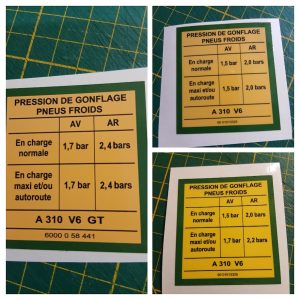 PRESSION DE GONFLAGE
PNEUS FROIDS
AV AR
En charge
normale
1,7 bar 2,4 bars
En charge
maxi et/ou
autoroute
1,7 bar 2,4 bars
A 310 V6 GT
6000 0 58 441
PRESSION DE GONFLAGE
PNEUS FROIDS
AV AR
En charge
normale
1,5 bar 2,0 bars
En charge
maxi et/ou
autoroute
1,5 bar 2,0 bars
A 310 V6
PRESSION DE GONFLAGE
PNEUS FROIDS
AV AR
En charge
normale
1,5 bar 2,0 bars
En charge
maxi et/ou
autoroute
1,7 bar 2,2 bars
A 310 V6